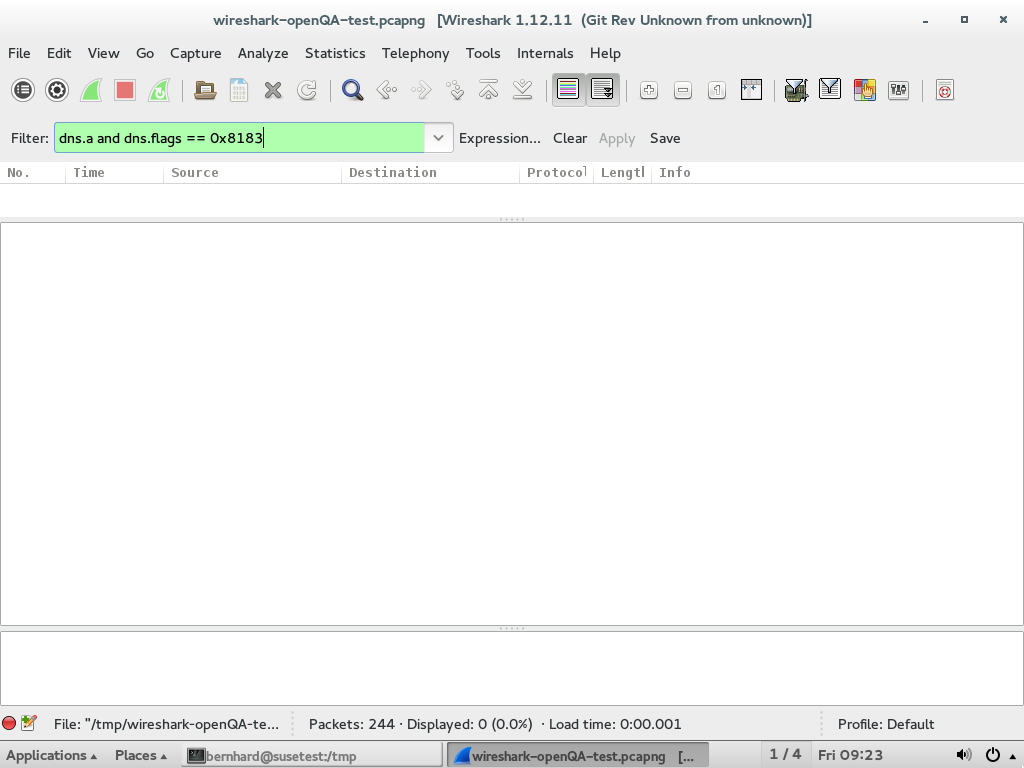 wireshark-openQA-test.pcapng [Wireshark 1.12.11 (Git Rev Unknown from unknown)]
File Edit View Go Capture Analyze Statistics Telephony Tools Internals Help
Filter: dns.a and dns.flags == 0x8183 Expression... Clear Apply Save
No. Time Source Destination Protocol Lengtl Info
File: "/tmp/wireshark-openQA-te... Packets: 244 · Displayed: 0 (0.0%) · Load time: 0:00.001 Profile: Default
Applications Places bernhard@susetest:/tmp wireshark-openQA-test.pcapng [... 1 / 4 Fri 09:23